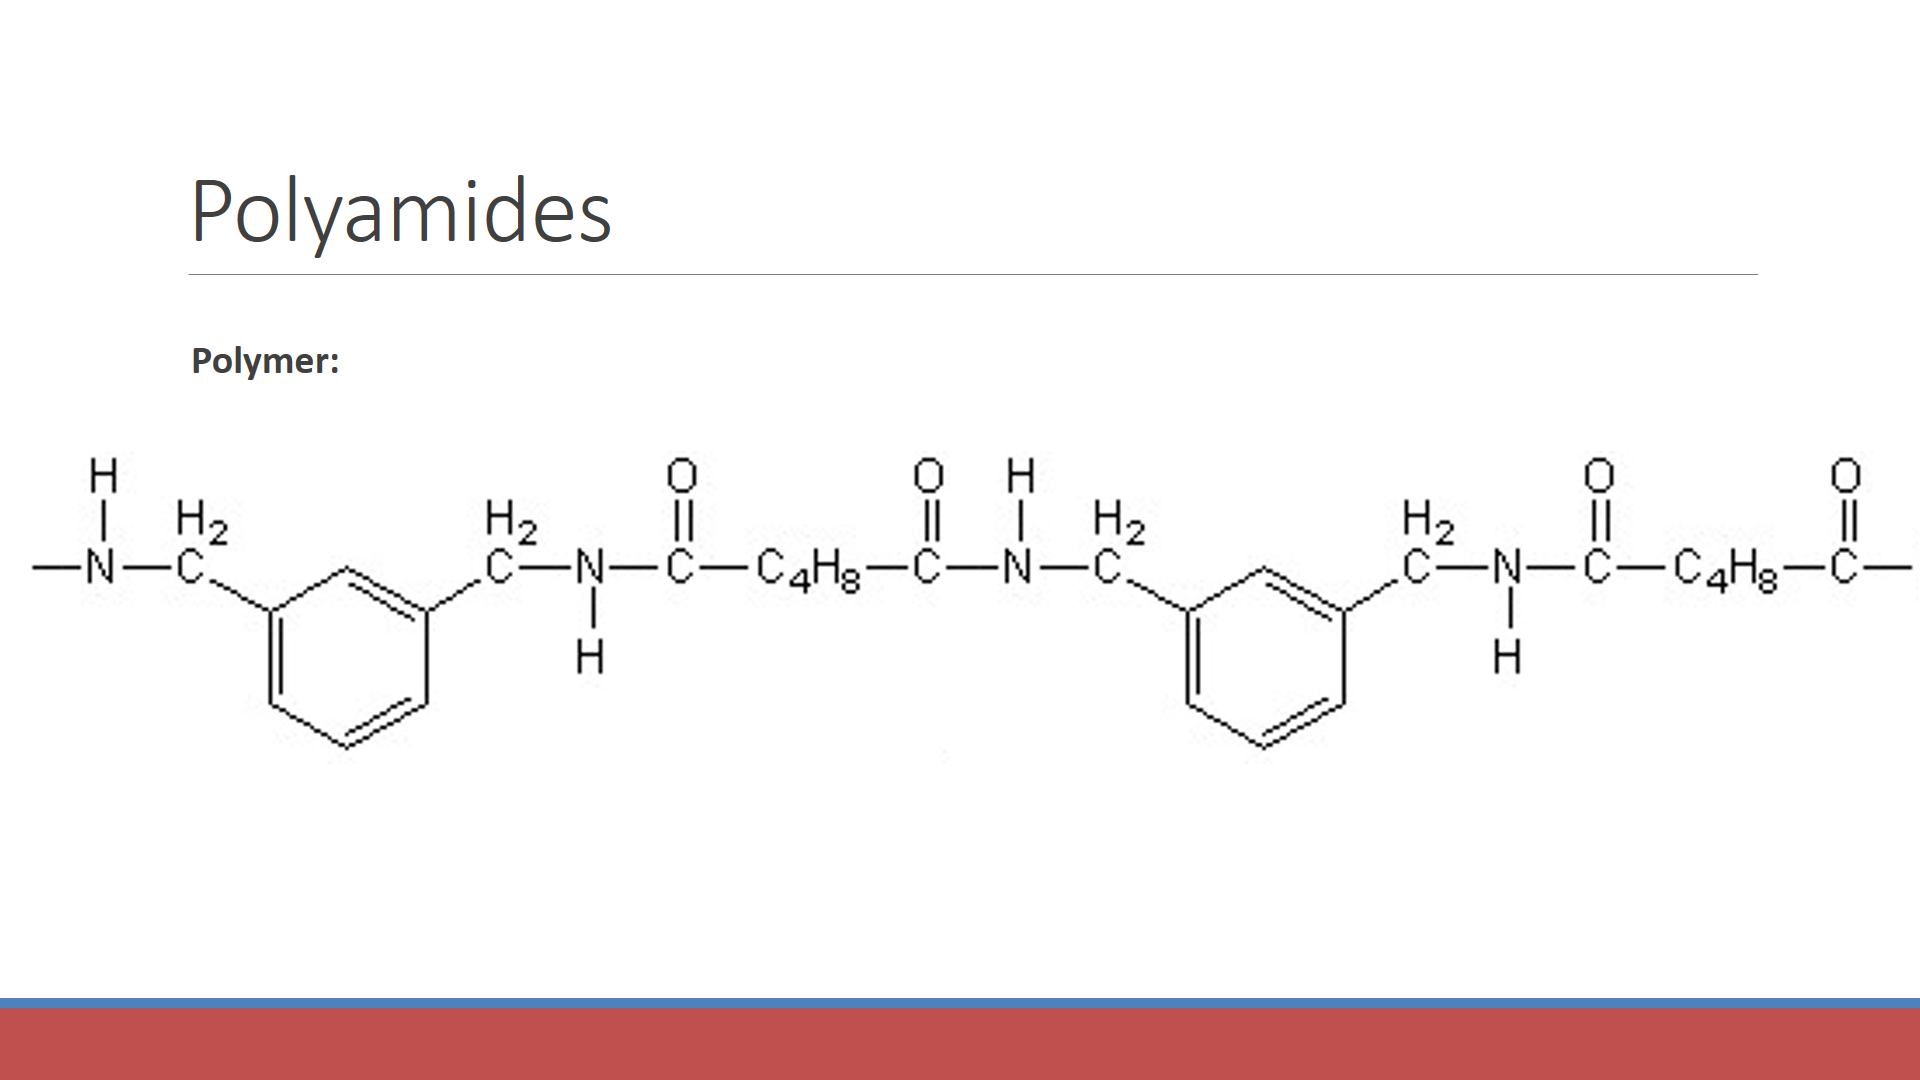 Polyamides
Polymer:
H O O H O O
H2 H2 H2 H2
N C C N C C4H8 C N C C N C C4H8 C
H H